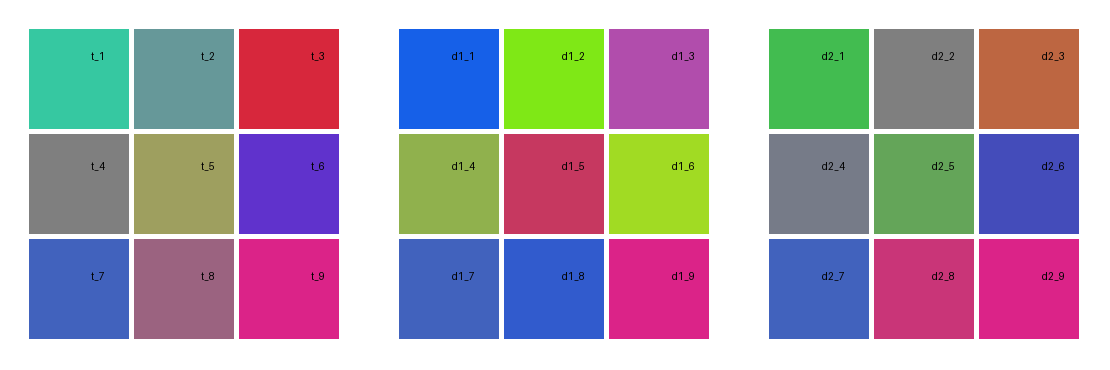 t_1 t_2 t_3 d1_1 d1_2 d1_3 d2_1 d2_2 d2_3
t_4 t_5 t_6 d1_4 d1_5 d1_6 d2_4 d2_5 d2_6
t_7 t_8 t_9 d1_7 d1_8 d1_9 d2_7 d2_8 d2_9